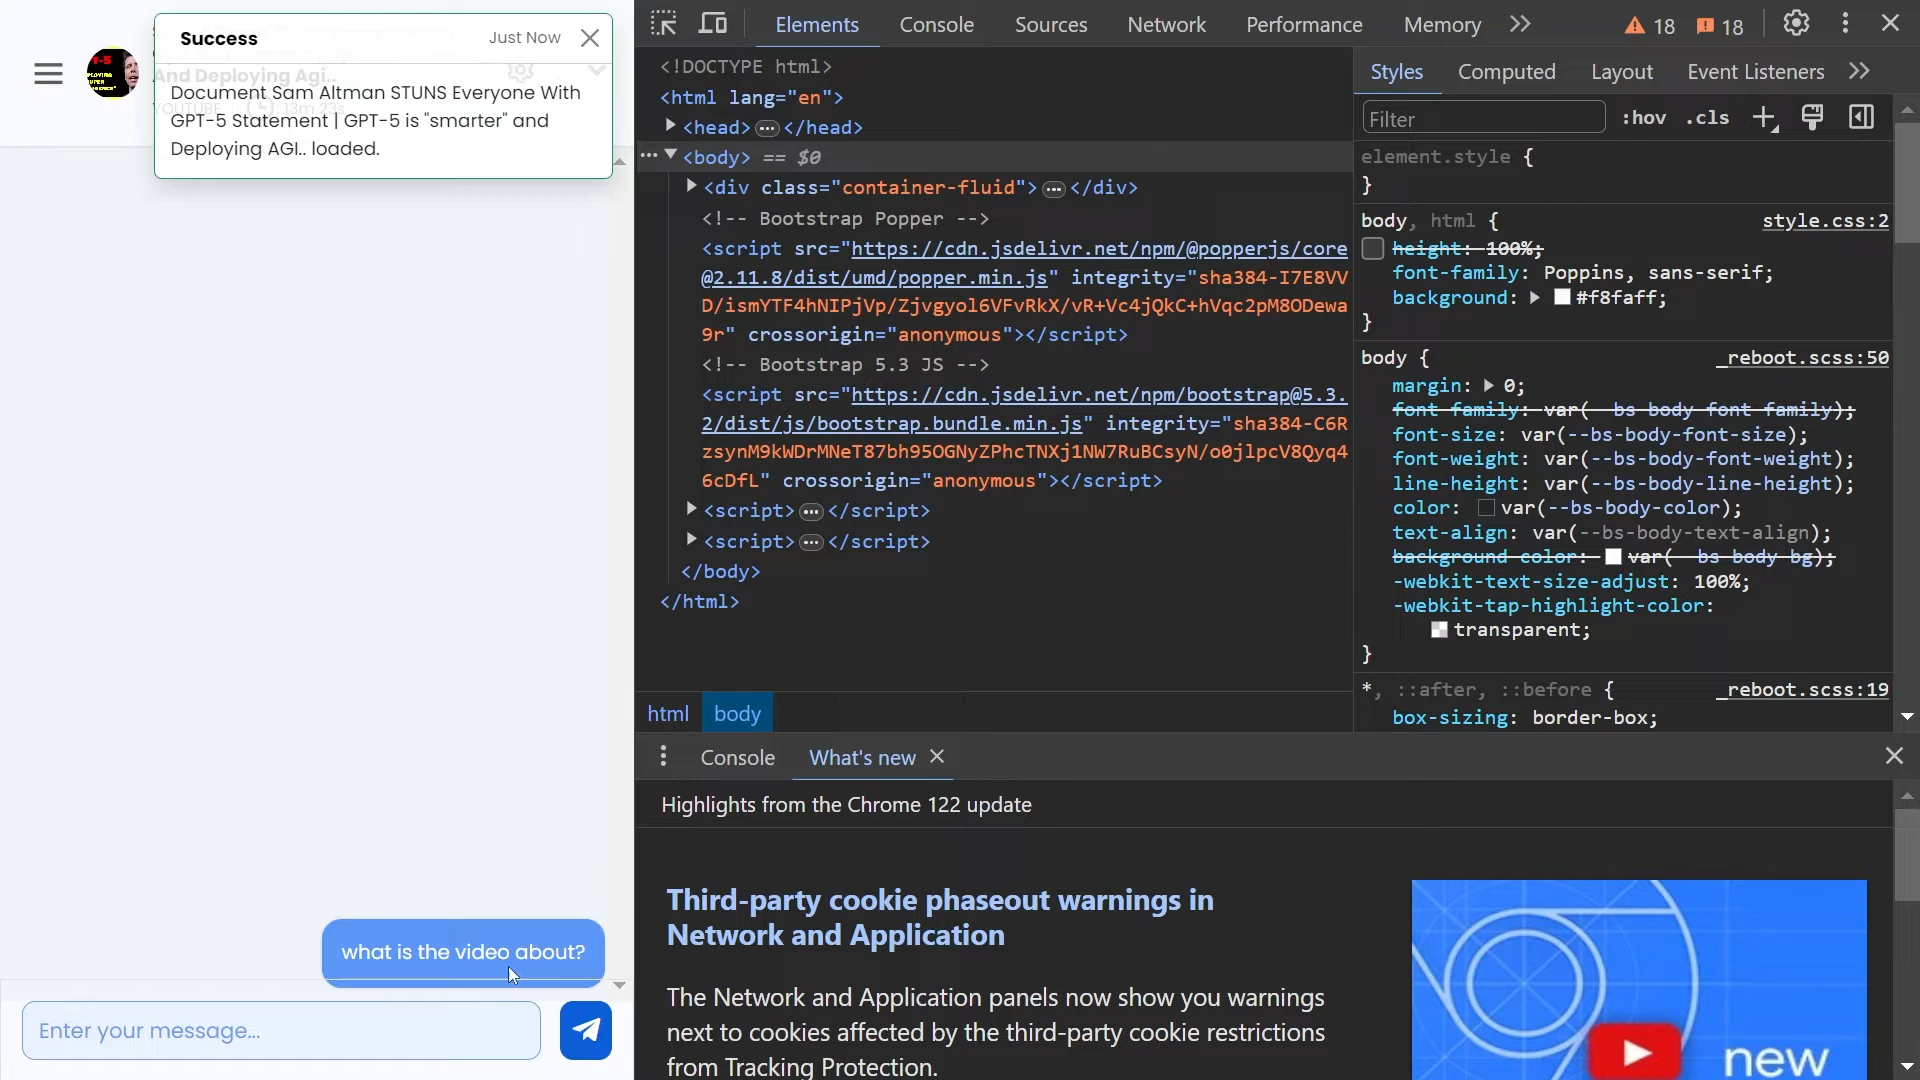 Success
Just Now
And Deploying Agi..
YOUTUBE
13m 23s
Document Sam Altman STUNS Everyone With
GPT-5 Statement | GPT-5 is "smarter" and
Deploying AGI.. loaded.
what is the video about?
Enter your message...
Elements
Console
Sources
Network
Performance
Memory
18
18
<!DOCTYPE html>
<html lang="en">
<head> ... </head>
... <body> == $0
<div class="container-fluid"> ... </div>
<!-- Bootstrap Popper -->
<script src="https://cdn.jsdelivr.net/npm/@popperjs/core
@2.11.8/dist/umd/popper.min.js" integrity="sha384-I7E8VV
D/ismYTF4hNIPjVp/Zjvgyol6VFvRkX/vR+Vc4jQkC+hVqc2pM8ODewa
9r" crossorigin="anonymous"></script>
<!-- Bootstrap 5.3 JS -->
<script src="https://cdn.jsdelivr.net/npm/bootstrap@5.3.
2/dist/js/bootstrap.bundle.min.js" integrity="sha384-C6R
zsynM9kWDrMNeT87bh95OGNyZPhcTNXj1NW7RuBCsyN/o0jlpcV8Qyq4
6cDfL" crossorigin="anonymous"></script>
<script> ... </script>
<script> ... </script>
</body>
</html>
html
body
Styles
Computed
Layout
Event Listeners
Filter
:hov
.cls
element.style {
}
body, html {
style.css:2
height: 100%;
font-family: Poppins, sans-serif;
background: #f8faff;
}
body {
_reboot.scss:50
margin: 0;
font-family: var(--bs-body-font-family);
font-size: var(--bs-body-font-size);
font-weight: var(--bs-body-font-weight);
line-height: var(--bs-body-line-height);
color: var(--bs-body-color);
text-align: var(--bs-body-text-align);
background-color: var(--bs-body-bg);
-webkit-text-size-adjust: 100%;
-webkit-tap-highlight-color:
transparent;
}
*, ::after, ::before {
_reboot.scss:19
box-sizing: border-box;
Console
What's new
Highlights from the Chrome 122 update
Third-party cookie phaseout warnings in
Network and Application
The Network and Application panels now show you warnings
next to cookies affected by the third-party cookie restrictions
from Tracking Protection.
new